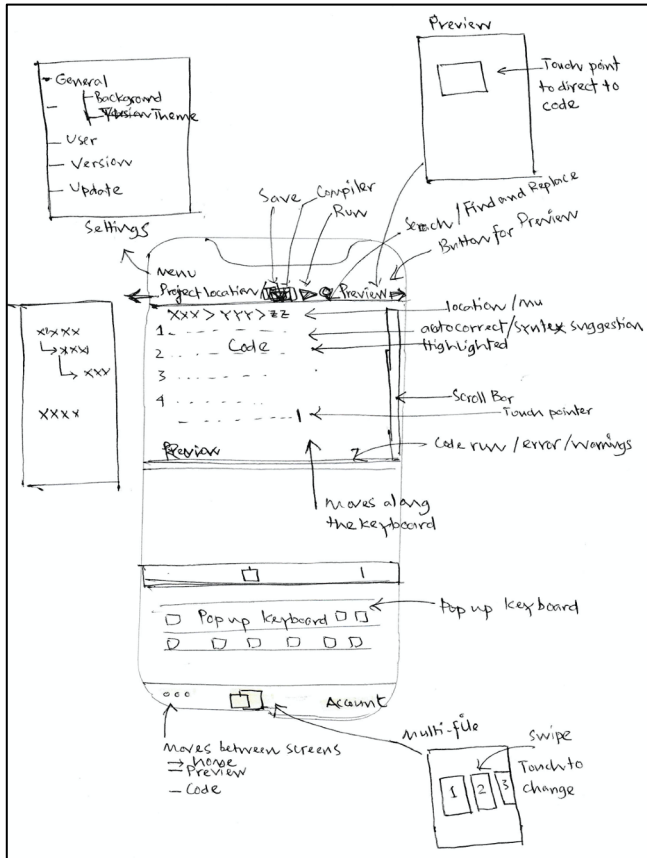 Preview
Touch point
to direct to
code
General
Background
Theme
User
Version
Update
Settings
Save
Compiler
Run
Search / Find and Replace
Button for Preview
menu
Project location
Preview
xxx > YYY > zz
location / mu
autocorrect / syntex suggestion
Highlighted
1
Code
2
3
4
xxxx
xxx
xxx
xxxx
Scroll Bar
Touch pointer
Code run / error / warnings
Preview
moves along
the keyboard
Pop up keyboard
Pop up keyboard
Account
moves between screens
Home
Preview
Code
multi-file
swipe
Touch to
change
1 2 3